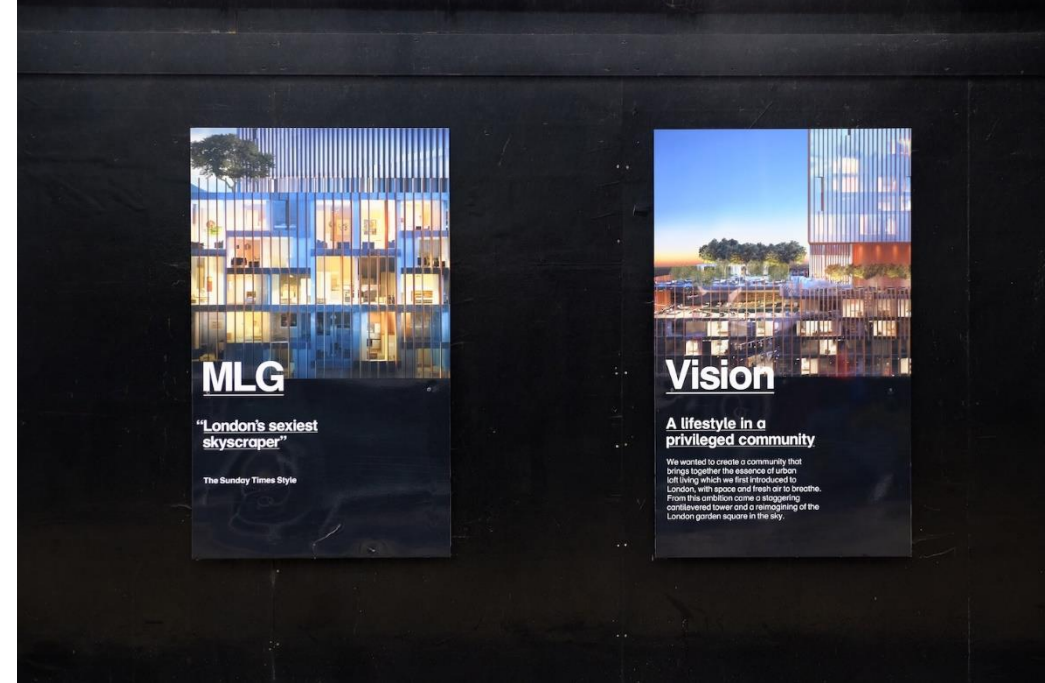 MLG
“London’s sexiest
skyscraper”
The Sunday Times Style
Vision
A lifestyle in a
privileged community
We wanted to create a community that
brings together the essence of urban
loft living which we first introduced to
London, with space and fresh air to breathe.
From this ambition came a staggering
cantilevered tower and a reimagining of the
London garden square in the sky.